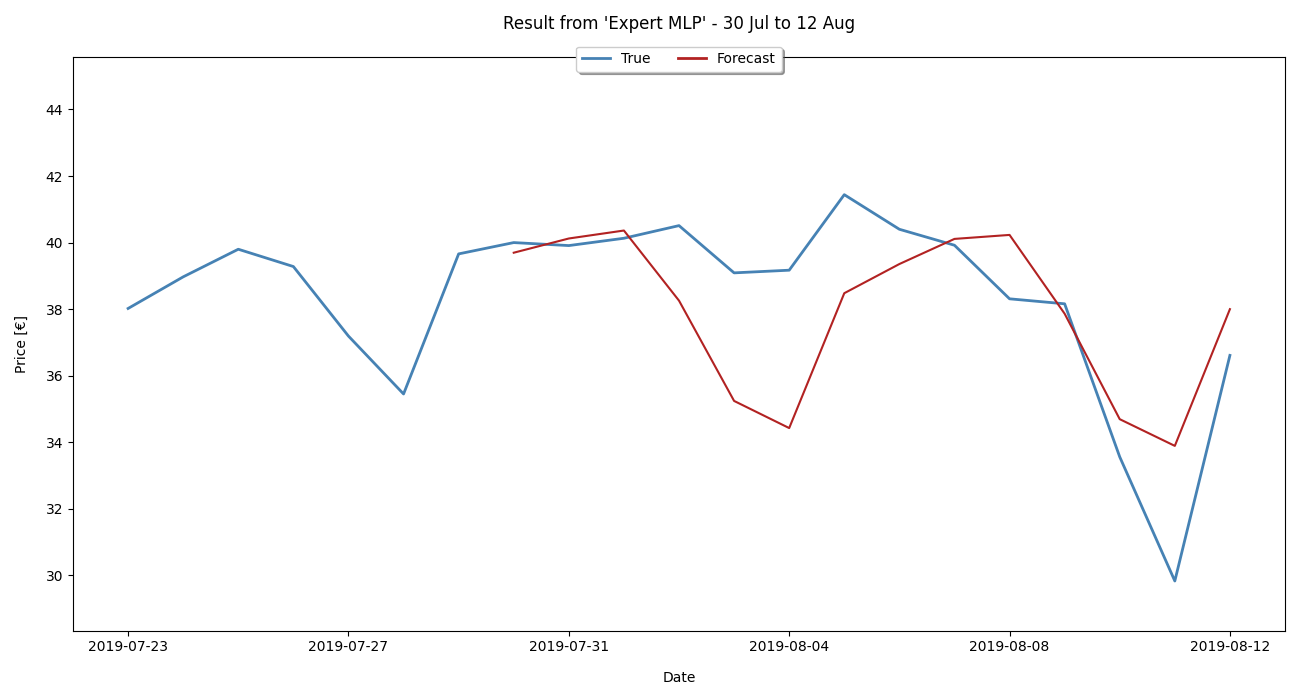 Result from 'Expert MLP' - 30 Jul to 12 Aug
True Forecast
44
42
40
38
36
34
32
30
Price [€]
2019-07-23 2019-07-27 2019-07-31 2019-08-04 2019-08-08 2019-08-12
Date